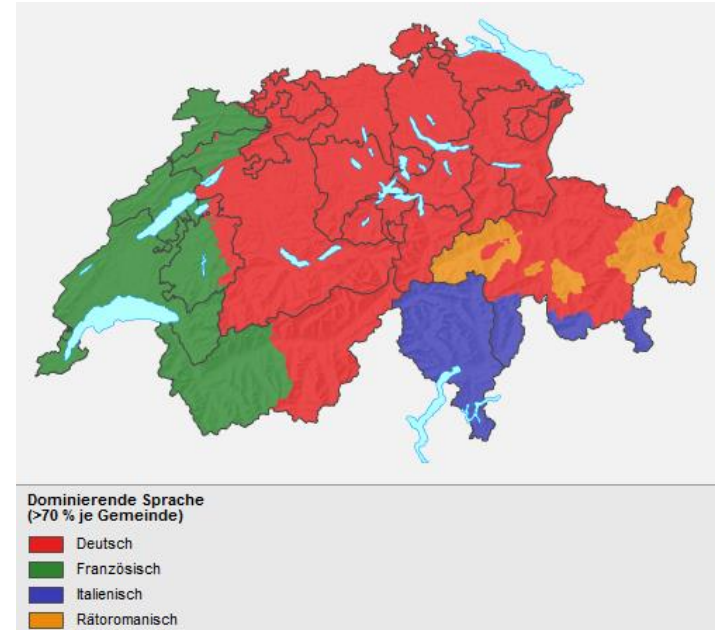 Dominierende Sprache
(>70 % je Gemeinde)
Deutsch
Französisch
Italienisch
Rätoromanisch